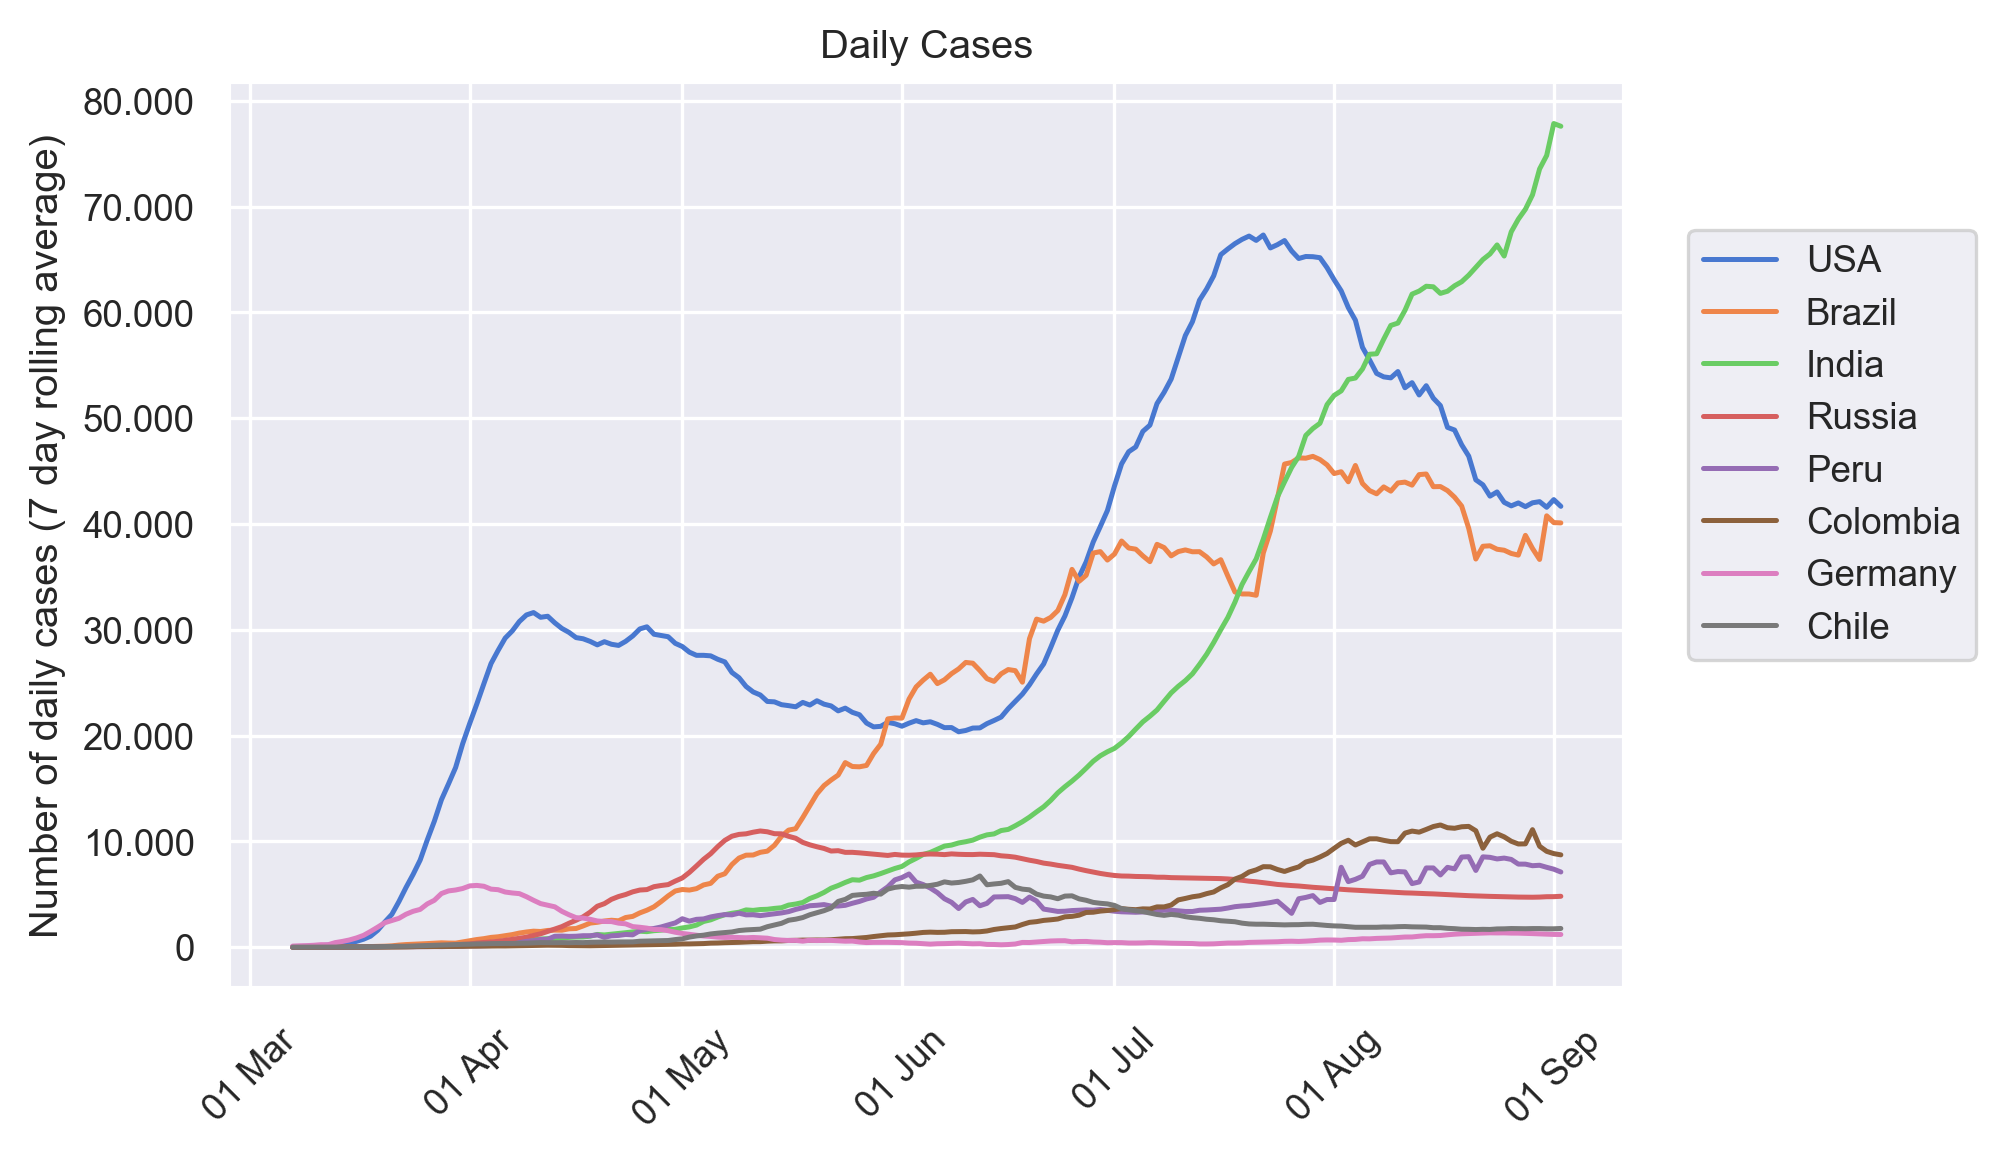 Daily Cases
Number of daily cases (7 day rolling average)
80.000
70.000
60.000
50.000
40.000
30.000
20.000
10.000
0
01 Mar
01 Apr
01 May
01 Jun
01 Jul
01 Aug
01 Sep
USA
Brazil
India
Russia
Peru
Colombia
Germany
Chile